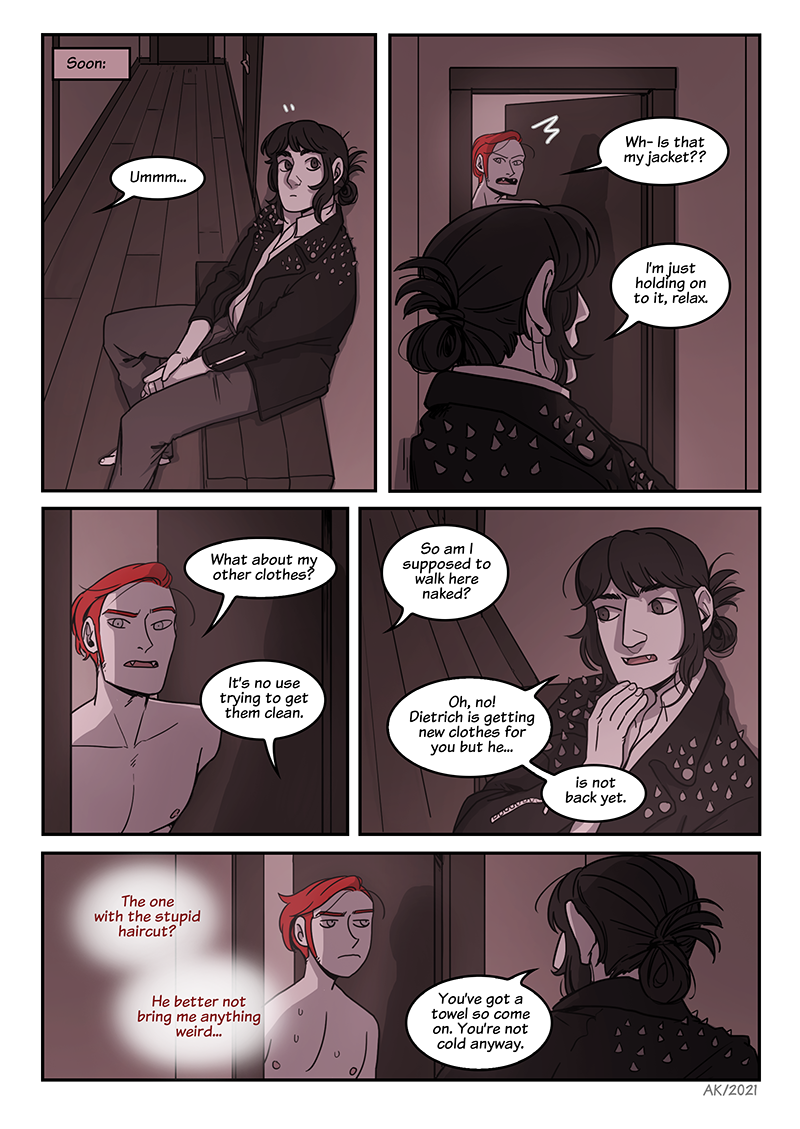 Soon:
Ummm...
Wh- Is that
my jacket??
I'm just
holding on
to it, relax.
What about my
other clothes?
It's no use
trying to get
them clean.
So am I
supposed to
walk here
naked?
Oh, no!
Dietrich is getting
new clothes for
you but he...
is not
back yet.
The one
with the stupid
haircut?
He better not
bring me anything
weird...
You've got a
towel so come
on. You're not
cold anyway.
AK/2021